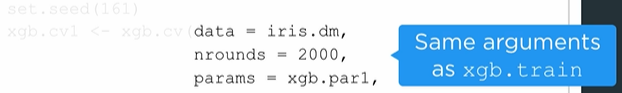 set.seed(161)
xgb.cv1 <- xgb.cv(data = iris.dm,
nrounds = 2000,
params = xgb.par1,
Same arguments
as xgb.train